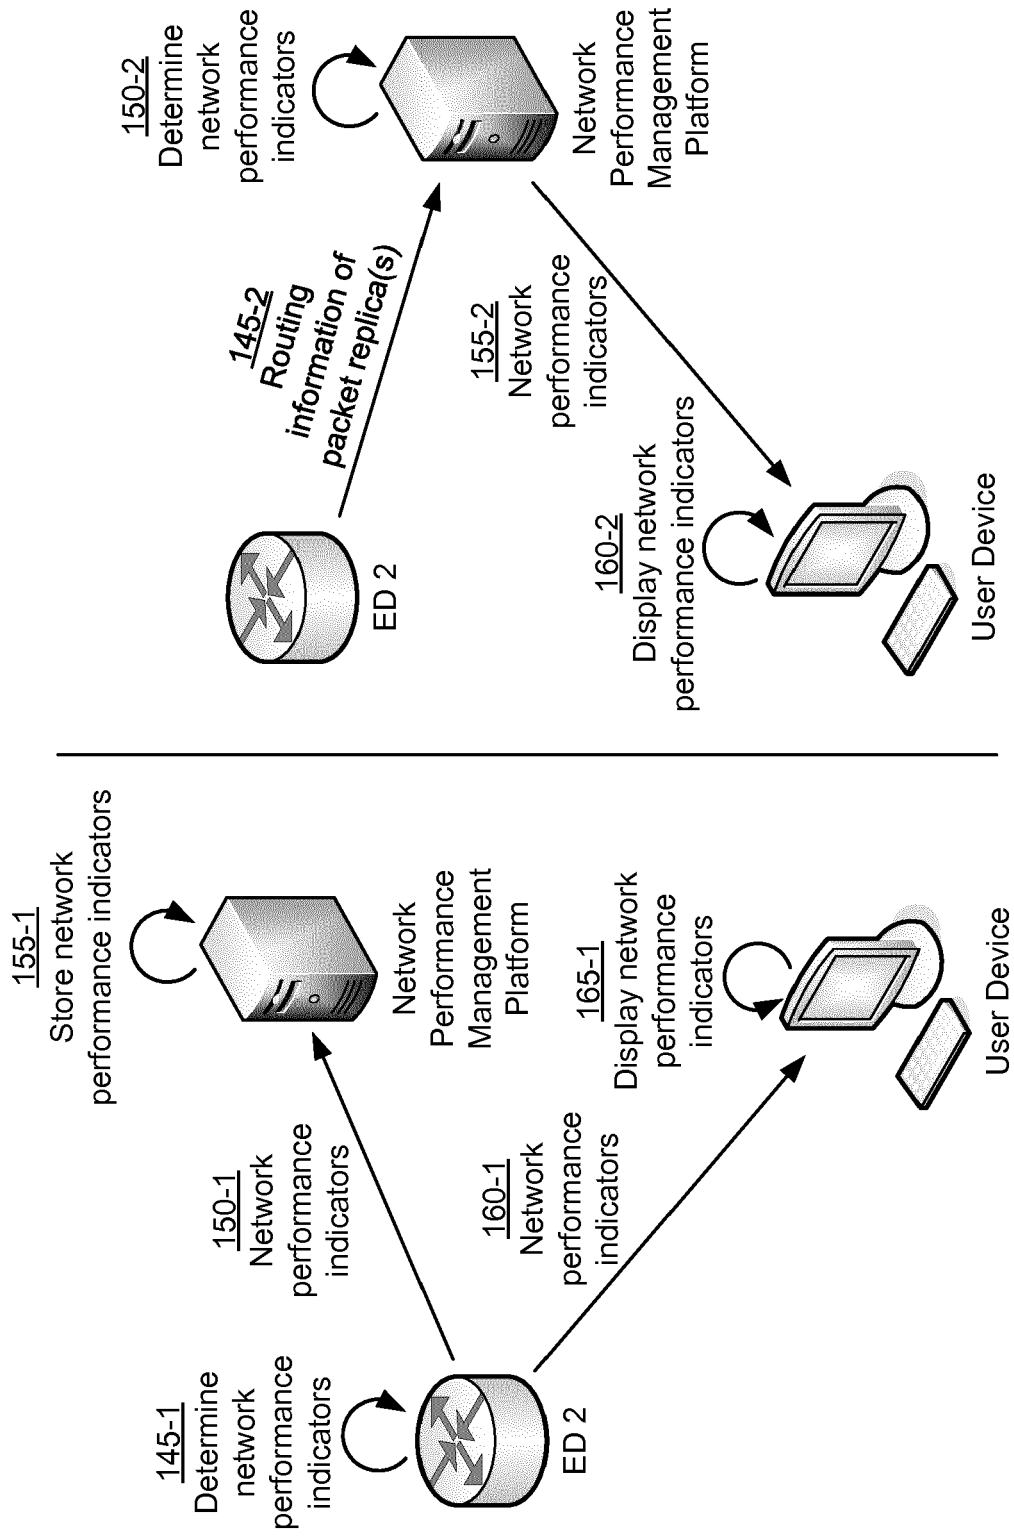 145-1
Determine
network
performance
indicators
ED 2
150-1
Network
performance
indicators
155-1
Store network
performance indicators
Network
Performance
Management
Platform
160-1
Network
performance
indicators
165-1
Display network
performance
indicators
User Device
ED 2
145-2
Routing
information of
packet replica(s)
150-2
Determine
network
performance
indicators
Network
Performance
Management
Platform
155-2
Network
performance
indicators
160-2
Display network
performance indicators
User Device